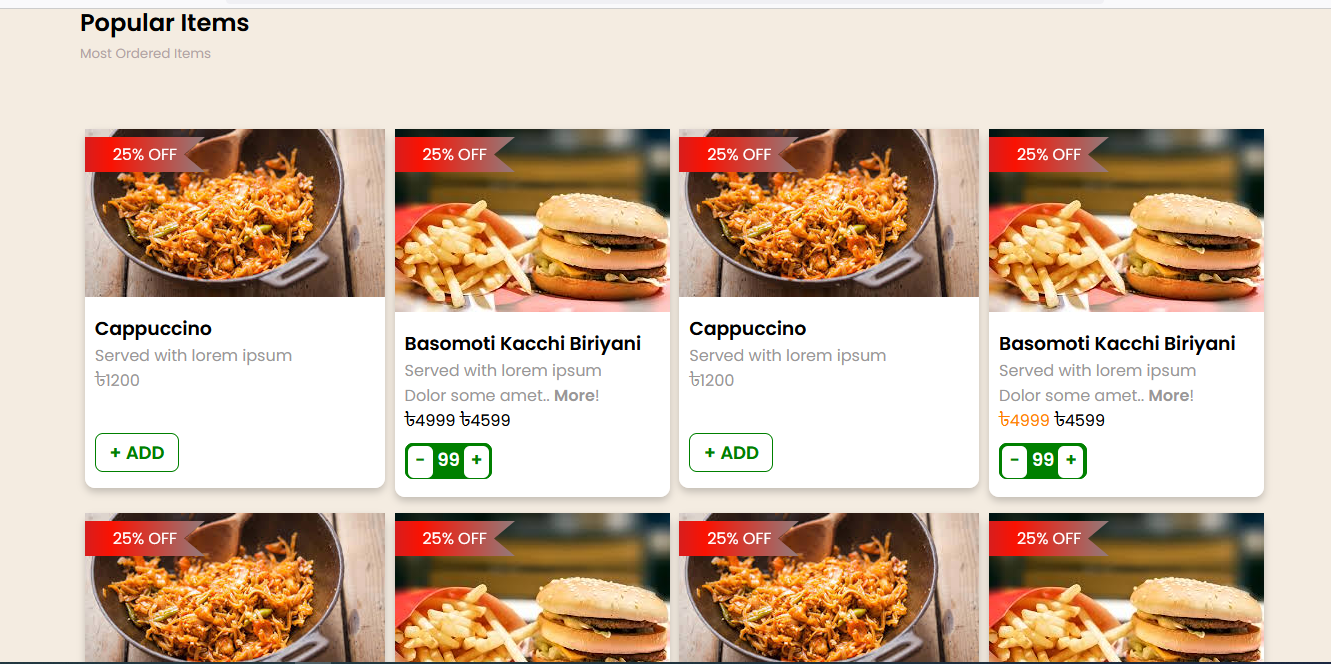 Popular Items
Most Ordered Items
25% OFF
Cappuccino
Served with lorem ipsum
৳1200
+ ADD
25% OFF
Basomoti Kacchi Biriyani
Served with lorem ipsum
Dolor some amet.. More!
৳4999 ৳4599
- 99 +
25% OFF
Cappuccino
Served with lorem ipsum
৳1200
+ ADD
25% OFF
Basomoti Kacchi Biriyani
Served with lorem ipsum
Dolor some amet.. More!
৳4999 ৳4599
- 99 +
25% OFF
25% OFF
25% OFF
25% OFF